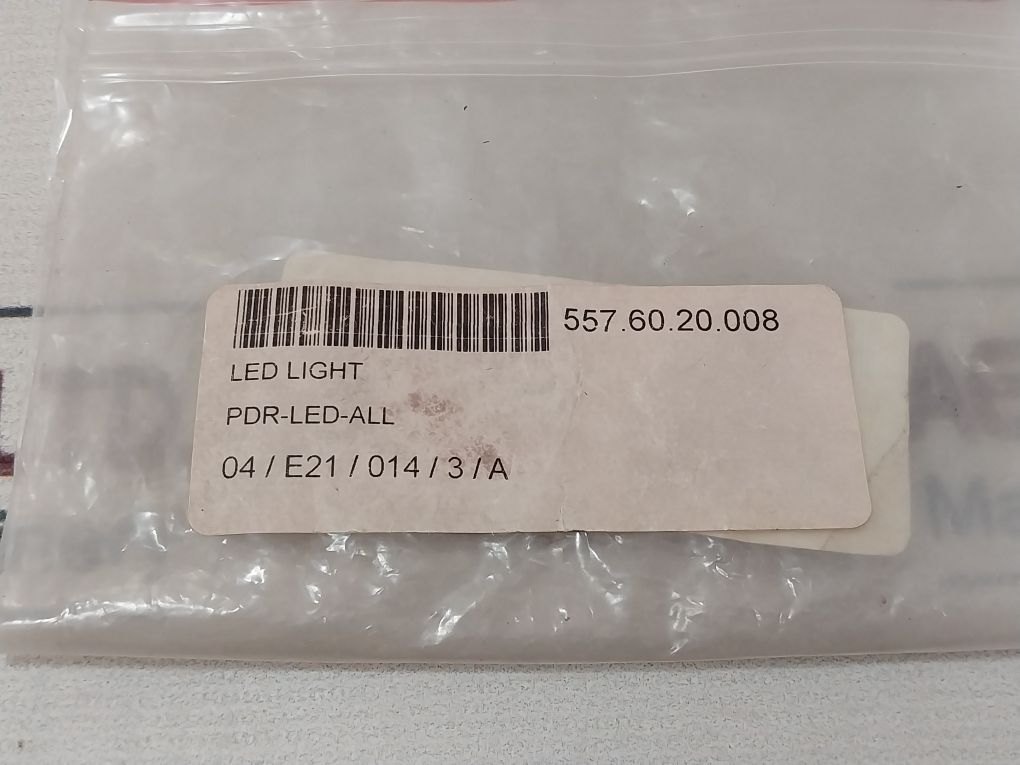 557.60.20.008
LED LIGHT
PDR-LED-ALL
04 / E21 / 014 / 3 / A